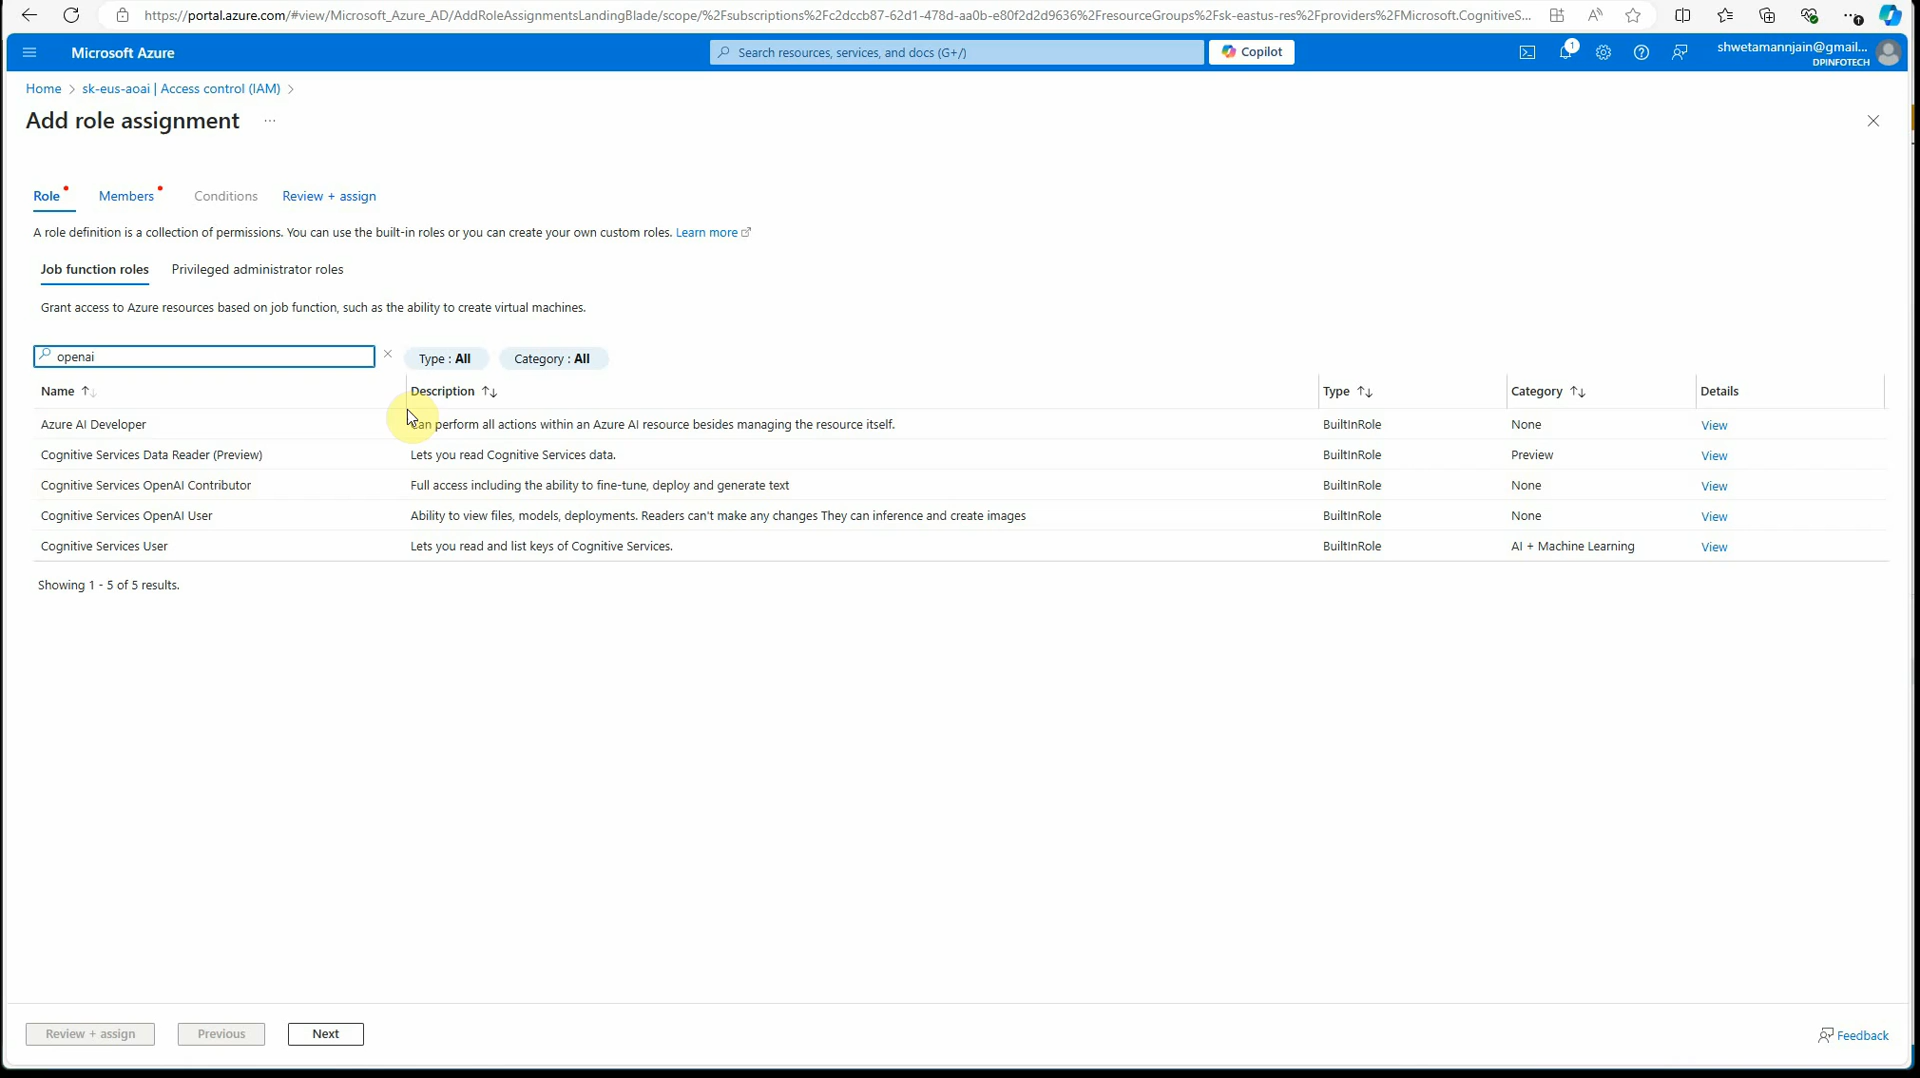 https://portal.azure.com/#view/Microsoft_Azure_AD/AddRoleAssignmentsLandingBlade/scope/%2Fsubscriptions%2Fc2dccb87-62d1-478d-aa0b-e80f2d2d9636%2FresourceGroups%2Fsk-eastus-res%2Fproviders%2FMicrosoft.CognitiveS...
Microsoft Azure
Search resources, services, and docs (G+/)
Copilot
1
shwetamannjain@gmail...
DPINFOTECH
Home > sk-eus-aoai | Access control (IAM) >
Add role assignment ...
Role Members Conditions Review + assign
A role definition is a collection of permissions. You can use the built-in roles or you can create your own custom roles. Learn more
Job function roles Privileged administrator roles
Grant access to Azure resources based on job function, such as the ability to create virtual machines.
openai Type : All Category : All
Name Description Type Category Details
Azure AI Developer Can perform all actions within an Azure AI resource besides managing the resource itself. BuiltInRole None View
Cognitive Services Data Reader (Preview) Lets you read Cognitive Services data. BuiltInRole Preview View
Cognitive Services OpenAI Contributor Full access including the ability to fine-tune, deploy and generate text BuiltInRole None View
Cognitive Services OpenAI User Ability to view files, models, deployments. Readers can't make any changes They can inference and create images BuiltInRole None View
Cognitive Services User Lets you read and list keys of Cognitive Services. BuiltInRole AI + Machine Learning View
Showing 1 - 5 of 5 results.
Review + assign Previous Next Feedback